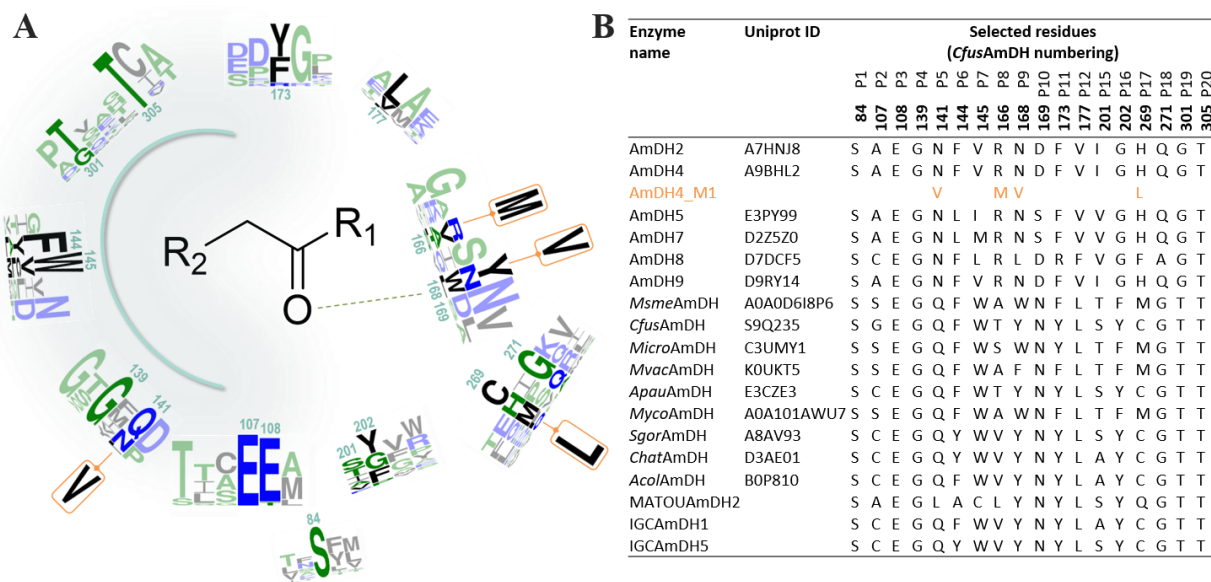 A
B
173
177
305
301
144
145
166
168
169
M
V
R2
R1
O
271
269
L
139
141
V
107
108
201
202
84
Enzyme name Uniprot ID Selected residues (CfusAmDH numbering)
P1 P2 P3 P4 P5 P6 P7 P8 P9 P10 P11 P12 P15 P16 P17 P18 P19 P20
84 107 108 139 141 144 145 166 168 169 173 177 201 202 269 271 301 305
AmDH2 A7HNJ8 S A E G N F V R N D F V I G H Q G T
AmDH4 A9BHL2 S A E G N F V R N D F V I G H Q G T
AmDH4_M1 V M V L
AmDH5 E3PY99 S A E G N L I R N S F V V G H Q G T
AmDH7 D2Z5Z0 S A E G N L M R N S F V V G H Q G T
AmDH8 D7DCF5 S C E G N F L R L D R F V G F A G T
AmDH9 D9RY14 S A E G N F V R N D F V I G H Q G T
MsmeAmDH A0A0D6I8P6 S S E G Q F W A W N F L T F M G T T
CfusAmDH S9Q235 S G E G Q F W T Y N Y L S Y C G T T
MicroAmDH C3UMY1 S S E G Q F W S W N Y L T F M G T T
MvacAmDH K0UKT5 S S E G Q F W A F N F L T F M G T T
ApauAmDH E3CZE3 S C E G Q F W T Y N Y L S Y C G T T
MycoAmDH A0A101AWU7 S S E G Q F W A W N F L T F M G T T
SgorAmDH A8AV93 S C E G Q Y W V Y N Y L S Y C G T T
ChatAmDH D3AE01 S C E G Q Y W V Y N Y L A Y C G T T
AcolAmDH B0P810 S C E G Q F W V Y N Y L A Y C G T T
MATOUAmDH2 S A E G L A C L Y N Y L S Y Q G T T
IGCAmDH1 S C E G Q F W V Y N Y L A Y C G T T
IGCAmDH5 S C E G Q Y W V Y N Y L S Y C G T T